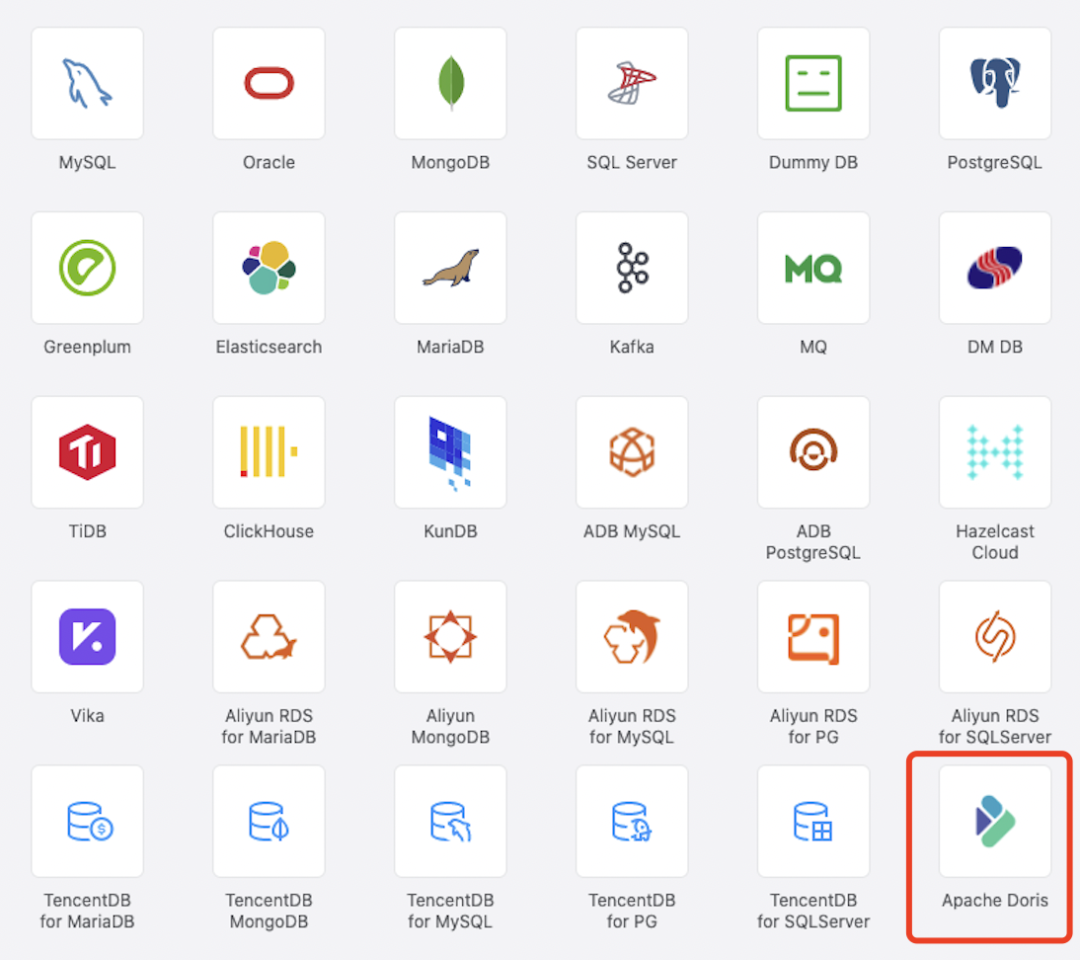 MySQL
Oracle
MongoDB
SQL Server
Dummy DB
PostgreSQL
MQ
Greenplum
Elasticsearch
MariaDB
Kafka
MQ
DM DB
Ti
TiDB
ClickHouse
KunDB
ADB MySQL
ADB
PostgreSQL
Hazelcast
Cloud
Vika
Aliyun RDS
for MariaDB
Aliyun
MongoDB
Aliyun RDS
for MySQL
Aliyun RDS
for PG
Aliyun RDS
for SQLServer
$
TencentDB
for MariaDB
TencentDB
MongoDB
TencentDB
for MySQL
TencentDB
for PG
TencentDB
for SQLServer
Apache Doris